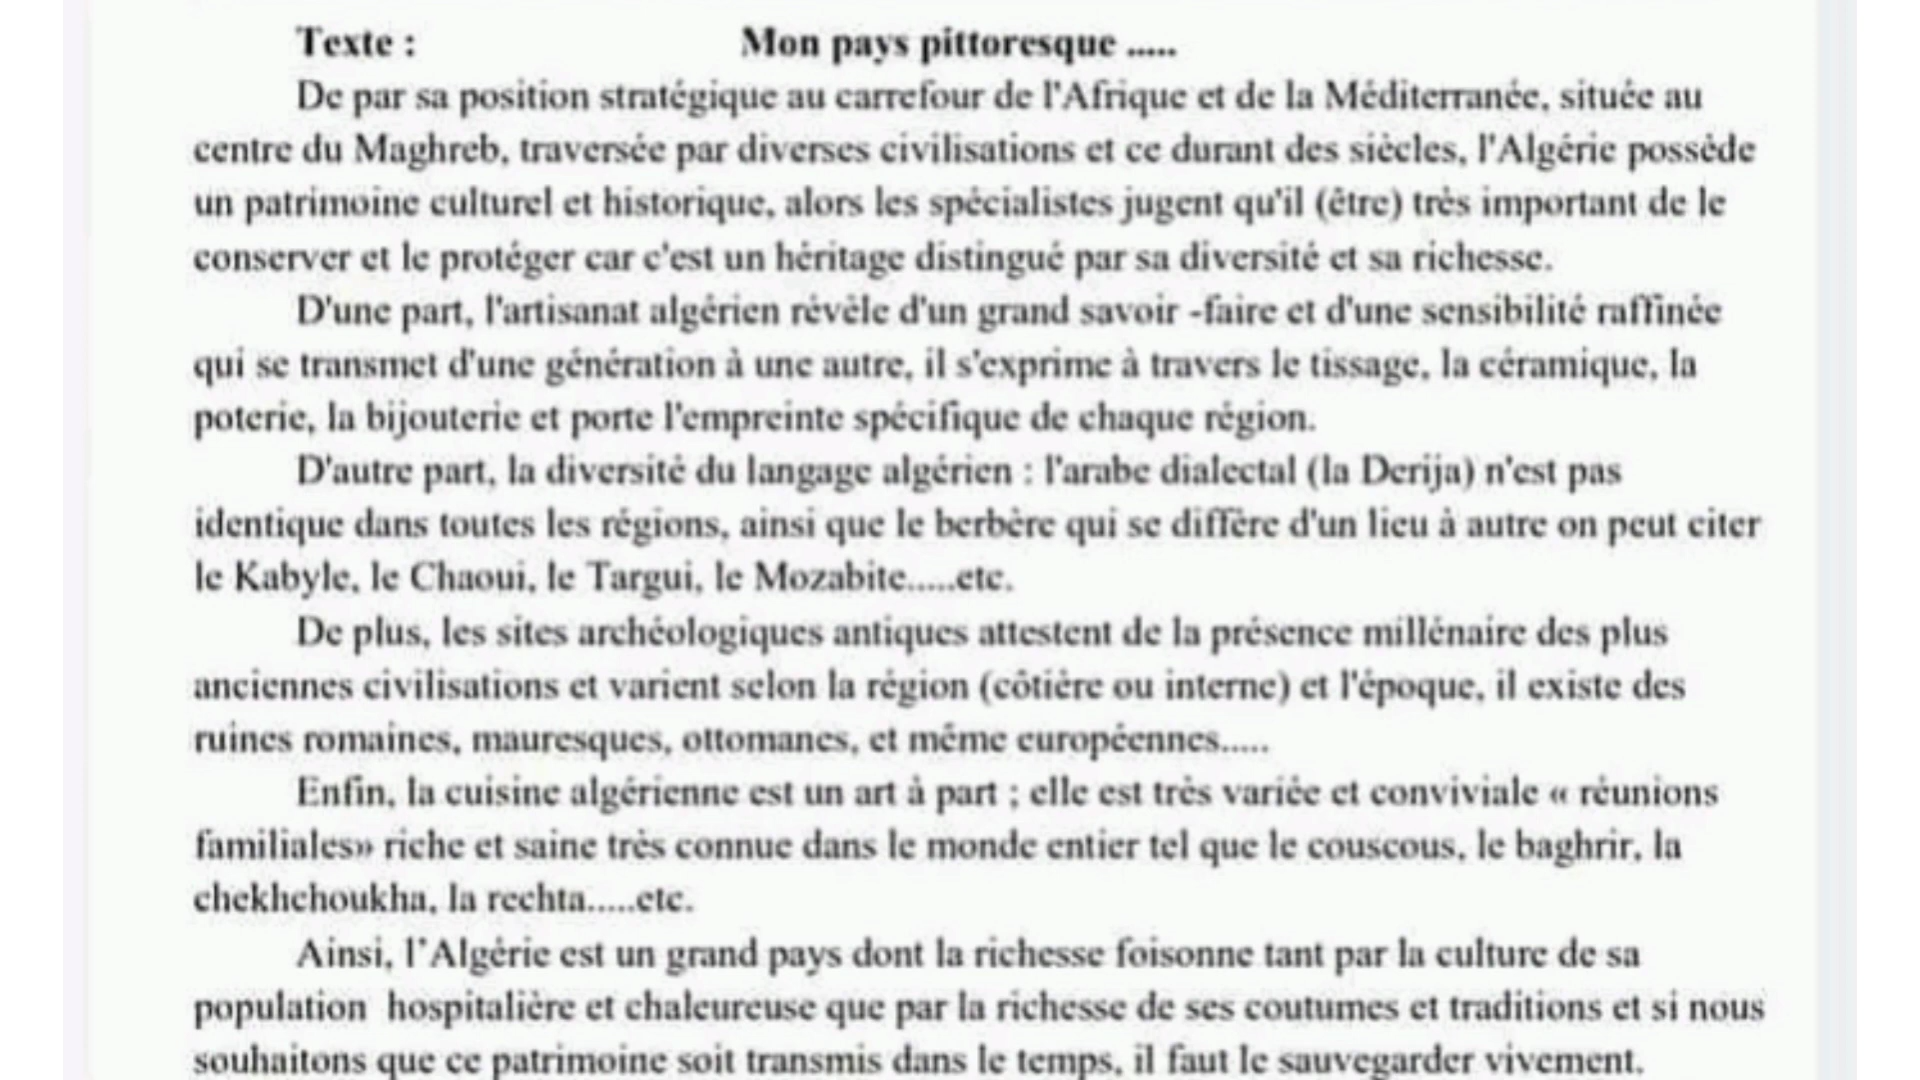 Texte : Mon pays pittoresque .....
De par sa position stratégique au carrefour de l'Afrique et de la Méditerranée, située au
centre du Maghreb, traversée par diverses civilisations et ce durant des siècles, l'Algérie possède
un patrimoine culturel et historique, alors les spécialistes jugent qu'il (être) très important de le
conserver et le protéger car c'est un héritage distingué par sa diversité et sa richesse.
D'une part, l'artisanat algérien révèle d'un grand savoir -faire et d'une sensibilité raffinée
qui se transmet d'une génération à une autre, il s'exprime à travers le tissage, la céramique, la
poterie, la bijouterie et porte l'empreinte spécifique de chaque région.
D'autre part, la diversité du langage algérien : l'arabe dialectal (la Derija) n'est pas
identique dans toutes les régions, ainsi que le berbère qui se diffère d'un lieu à autre on peut citer
le Kabyle, le Chaoui, le Targui, le Mozabite.....etc.
De plus, les sites archéologiques antiques attestent de la présence millénaire des plus
anciennes civilisations et varient selon la région (côtière ou interne) et l'époque, il existe des
ruines romaines, mauresques, ottomanes, et même européennes.....
Enfin, la cuisine algérienne est un art à part ; elle est très variée et conviviale « réunions
familiales» riche et saine très connue dans le monde entier tel que le couscous, le baghrir, la
chekhchoukha, la rechta.....etc.
Ainsi, l'Algérie est un grand pays dont la richesse foisonne tant par la culture de sa
population hospitalière et chaleureuse que par la richesse de ses coutumes et traditions et si nous
souhaitons que ce patrimoine soit transmis dans le temps, il faut le sauvegarder vivement.